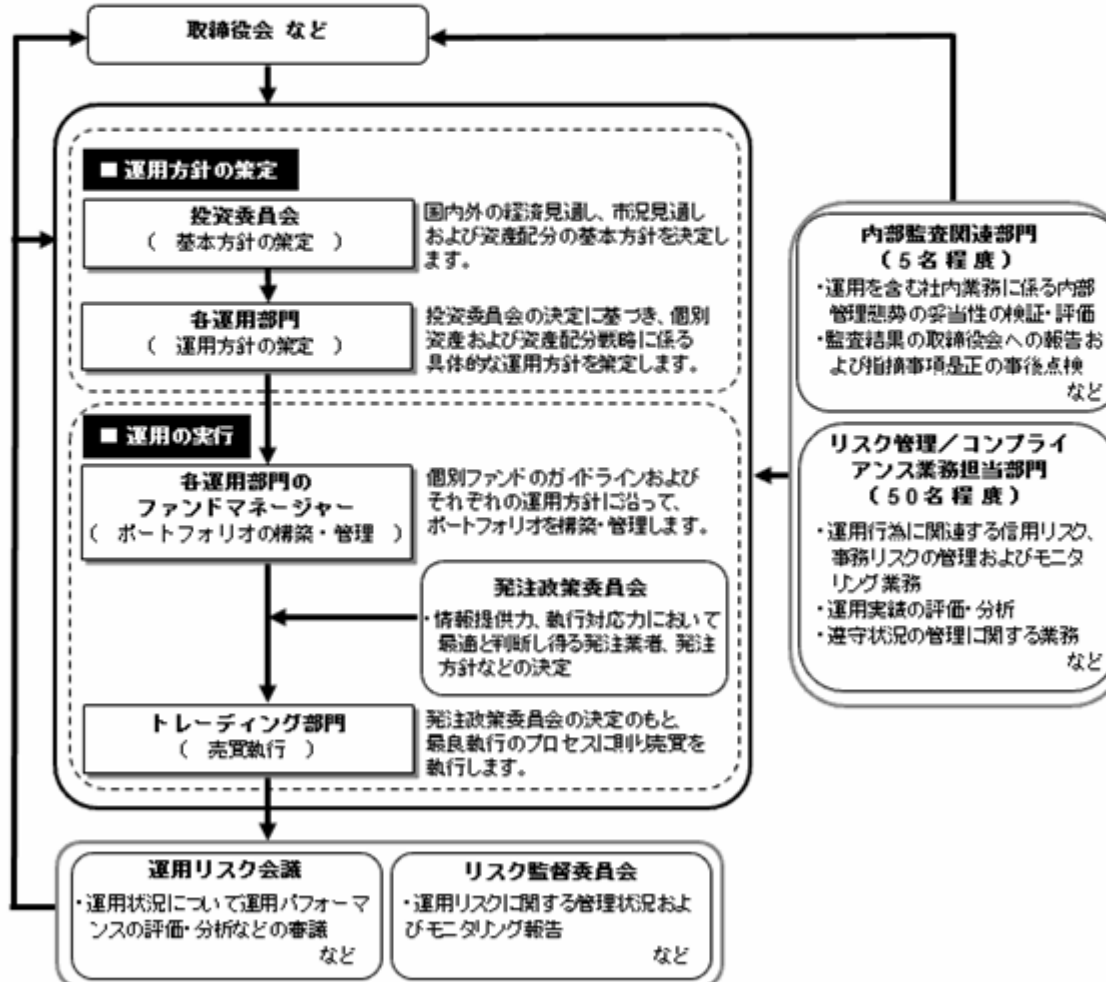 取締役会 など
■ 運用方針の策定
投資委員会
( 基本方針の策定 )
国内外の経済見通し、市況見通し
および資産配分の基本方針を決定し
ます。
各運用部門
( 運用方針の策定 )
投資委員会の決定に基づき、個別
資産および資産配分戦略に係る
具体的な運用方針を策定します。
■ 運用の実行
各運用部門の
ファンドマネージャー
( ポートフォリオの構築・管理 )
個別ファンドのガイドラインおよび
それぞれの運用方針に沿って、
ポートフォリオを構築・管理します。
発注政策委員会
・情報提供力、執行対応力において
最適と判断し得る発注業者、発注
方針などの決定
トレーディング部門
( 売買執行 )
発注政策委員会の決定のもと、
最良執行のプロセスに則り売買を
執行します。
運用リスク会議
・運用状況について運用パフォーマ
ンスの評価・分析などの審議
など
リスク監督委員会
・運用リスクに関する管理状況およ
びモニタリング報告
など
内部監査関連部門
(5名程度)
・運用を含む社内業務に係る内部
管理態勢の妥当性の検証・評価
・監査結果の取締役会への報告お
よび指摘事項是正の事後点検
など
リスク管理/コンプライ
アンス業務担当部門
(50名程度)
・運用行為に関連する信用リスク、
事務リスクの管理およびモニタ
リング業務
・運用実績の評価・分析
・遵守状況の管理に関する業務
など